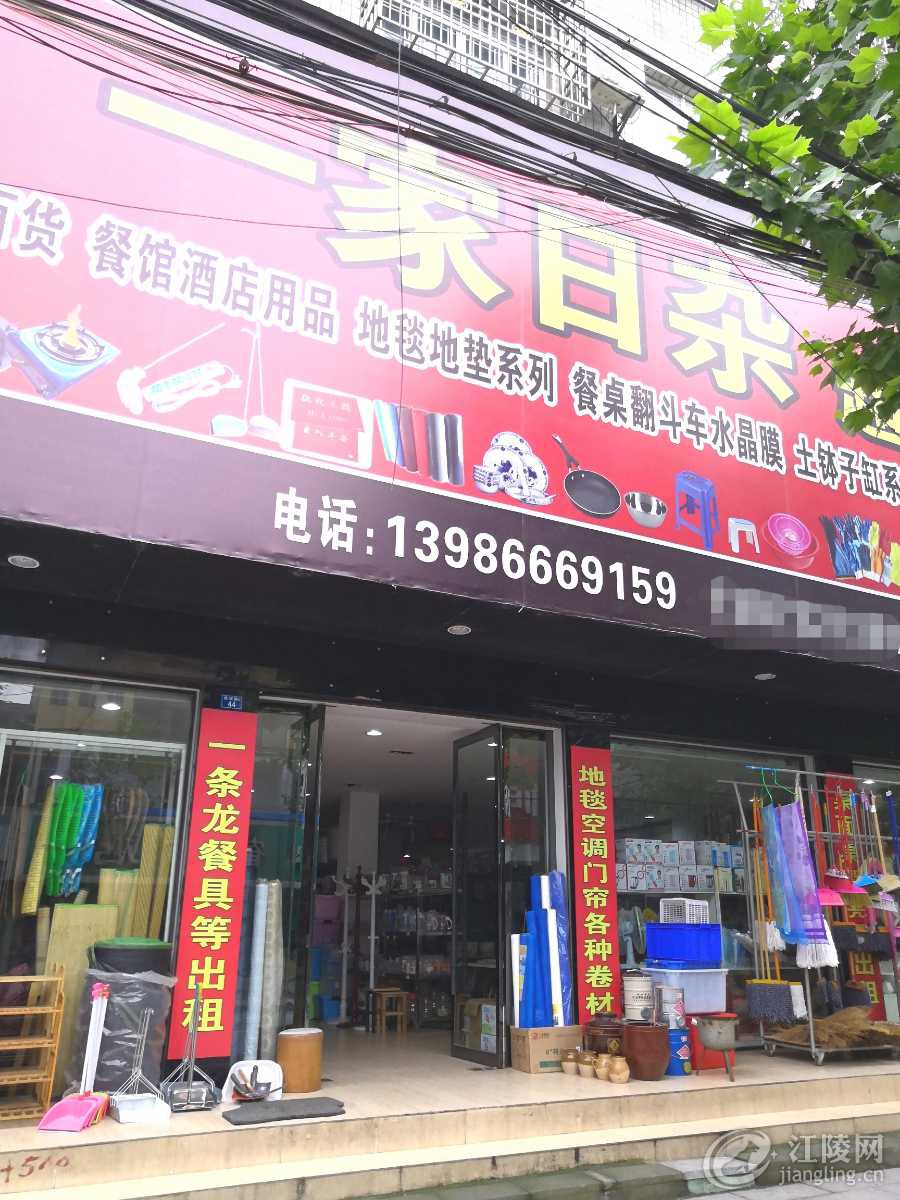 一家日杂
百货 餐馆酒店用品 地毯地垫系列 餐桌翻斗车水晶膜 土钵子缸系
电话:13986669159
44
一条龙餐具等出租
地毯空调门帘各种卷材
出租
江陵网
jiangling.cn